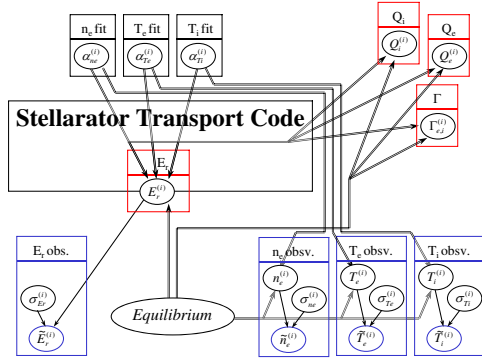 n_e fit T_e fit T_i fit
α_ne^(i) α_Te^(i) α_Ti^(i)
Q_i
Q_i^(i)
Q_e
Q_e^(i)
Γ
Γ_e,i^(i)
Stellarator Transport Code
E_r
E_r^(i)
E_r obs.
σ_Er^(i)
Ẽ_r^(i)
Equilibrium
n_e obsv.
n_e^(i)
σ_ne^(i)
ñ_e^(i)
T_e obsv.
T_e^(i)
σ_Te^(i)
T̃_e^(i)
T_i obsv.
T_i^(i)
σ_Ti^(i)
T̃_i^(i)